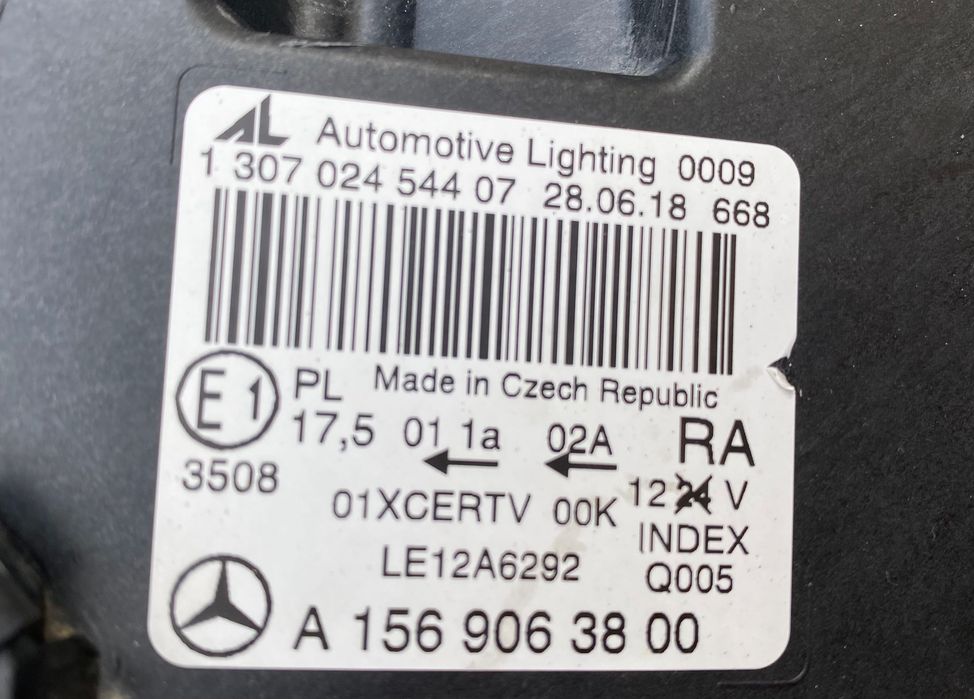 AL Automotive Lighting 0009
1 307 024 544 07 28.06.18 668
E1 PL Made in Czech Republic
17,5 01 1a 02A RA
3508
01XCERTV 00K 12 24 V
INDEX
LE12A6292 Q005
A 156 906 38 00